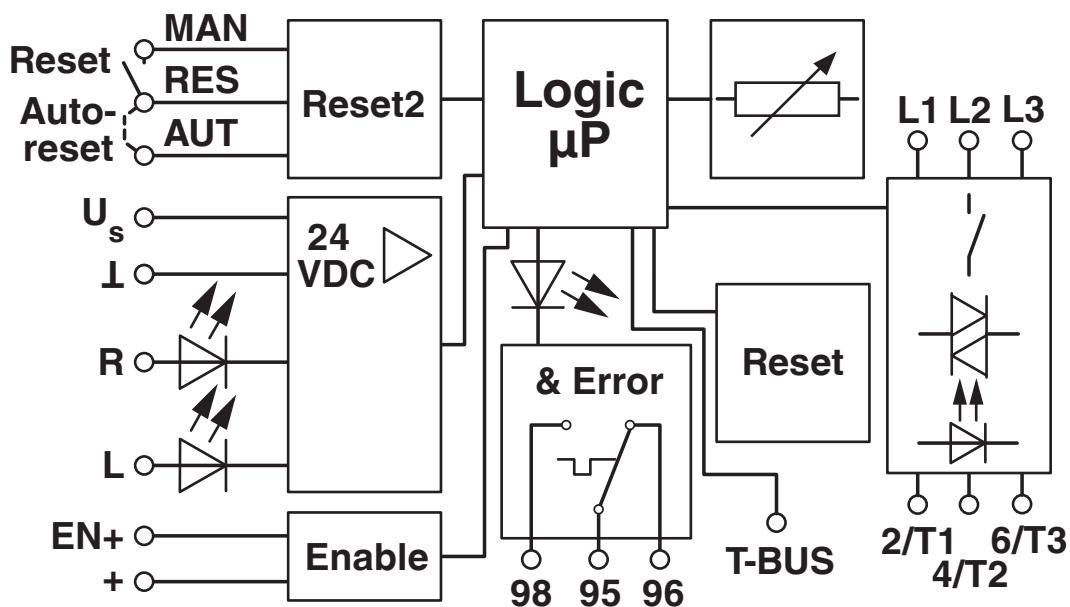 MAN
Reset
RES
Auto-
reset
AUT
Reset2
Logic
µP
L1 L2 L3
Us
⊥
24
VDC
R
L
& Error
Reset
EN+
+
Enable
98 95 96
T-BUS
2/T1 6/T3
4/T2